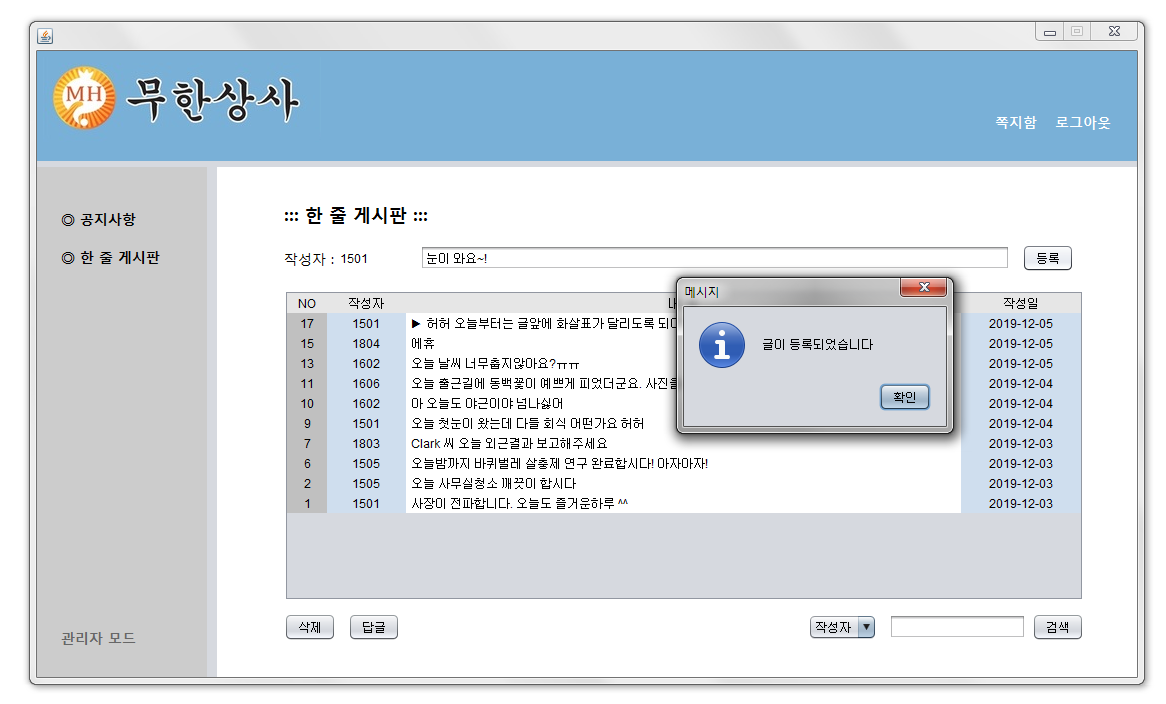 MH 무한상사
쪽지함 로그아웃
◎ 공지사항
◎ 한 줄 게시판
관리자 모드
::: 한 줄 게시판 :::
작성자 : 1501 눈이 와요~! 등록
NO 작성자 작성일
17 1501 ▶ 허허 오늘부터는 글앞에 화살표가 달리도록 2019-12-05
15 1804 에휴 2019-12-05
13 1602 오늘 날씨 너무춥지않아요?ㅠㅠ 2019-12-05
11 1606 오늘 출근길에 동백꽃이 예쁘게 피었더군요. 2019-12-04
10 1602 아 오늘도 야근이야 넘나싫어 2019-12-04
9 1501 오늘 첫눈이 왔는데 다들 회식 어떤가요 허허 2019-12-04
7 1803 Clark 씨 오늘 외근결과 보고해주세요 2019-12-03
6 1505 오늘밤까지 바퀴벌레 살충제 연구 완료합시다! 아자아자! 2019-12-03
2 1505 오늘 사무실청소 깨끗이 합시다 2019-12-03
1 1501 사장이 전파합니다. 오늘도 즐거운하루 ^^ 2019-12-03
삭제 답글 작성자 ▼ 검색
메시지
글이 등록되었습니다
확인